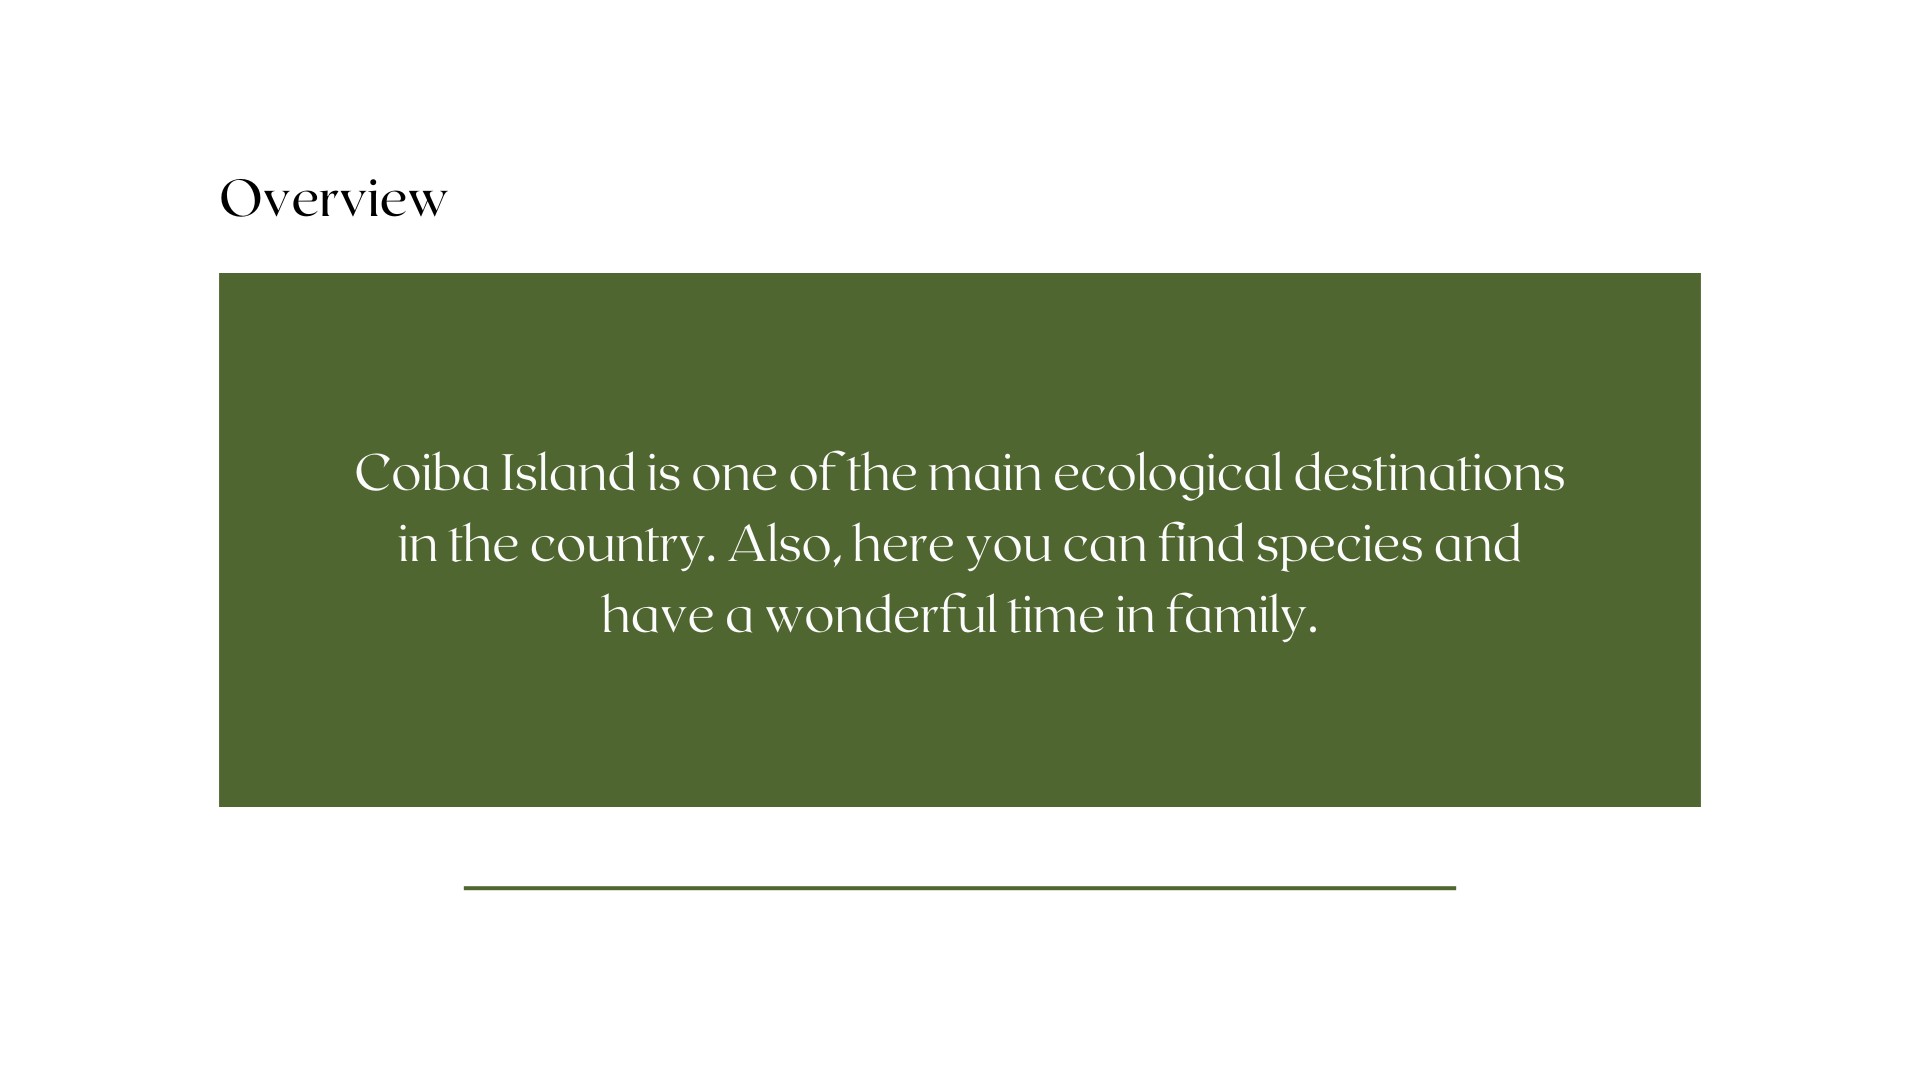 Overview
Coiba Island is one of the main ecological destinations
in the country. Also, here you can find species and
have a wonderful time in family.